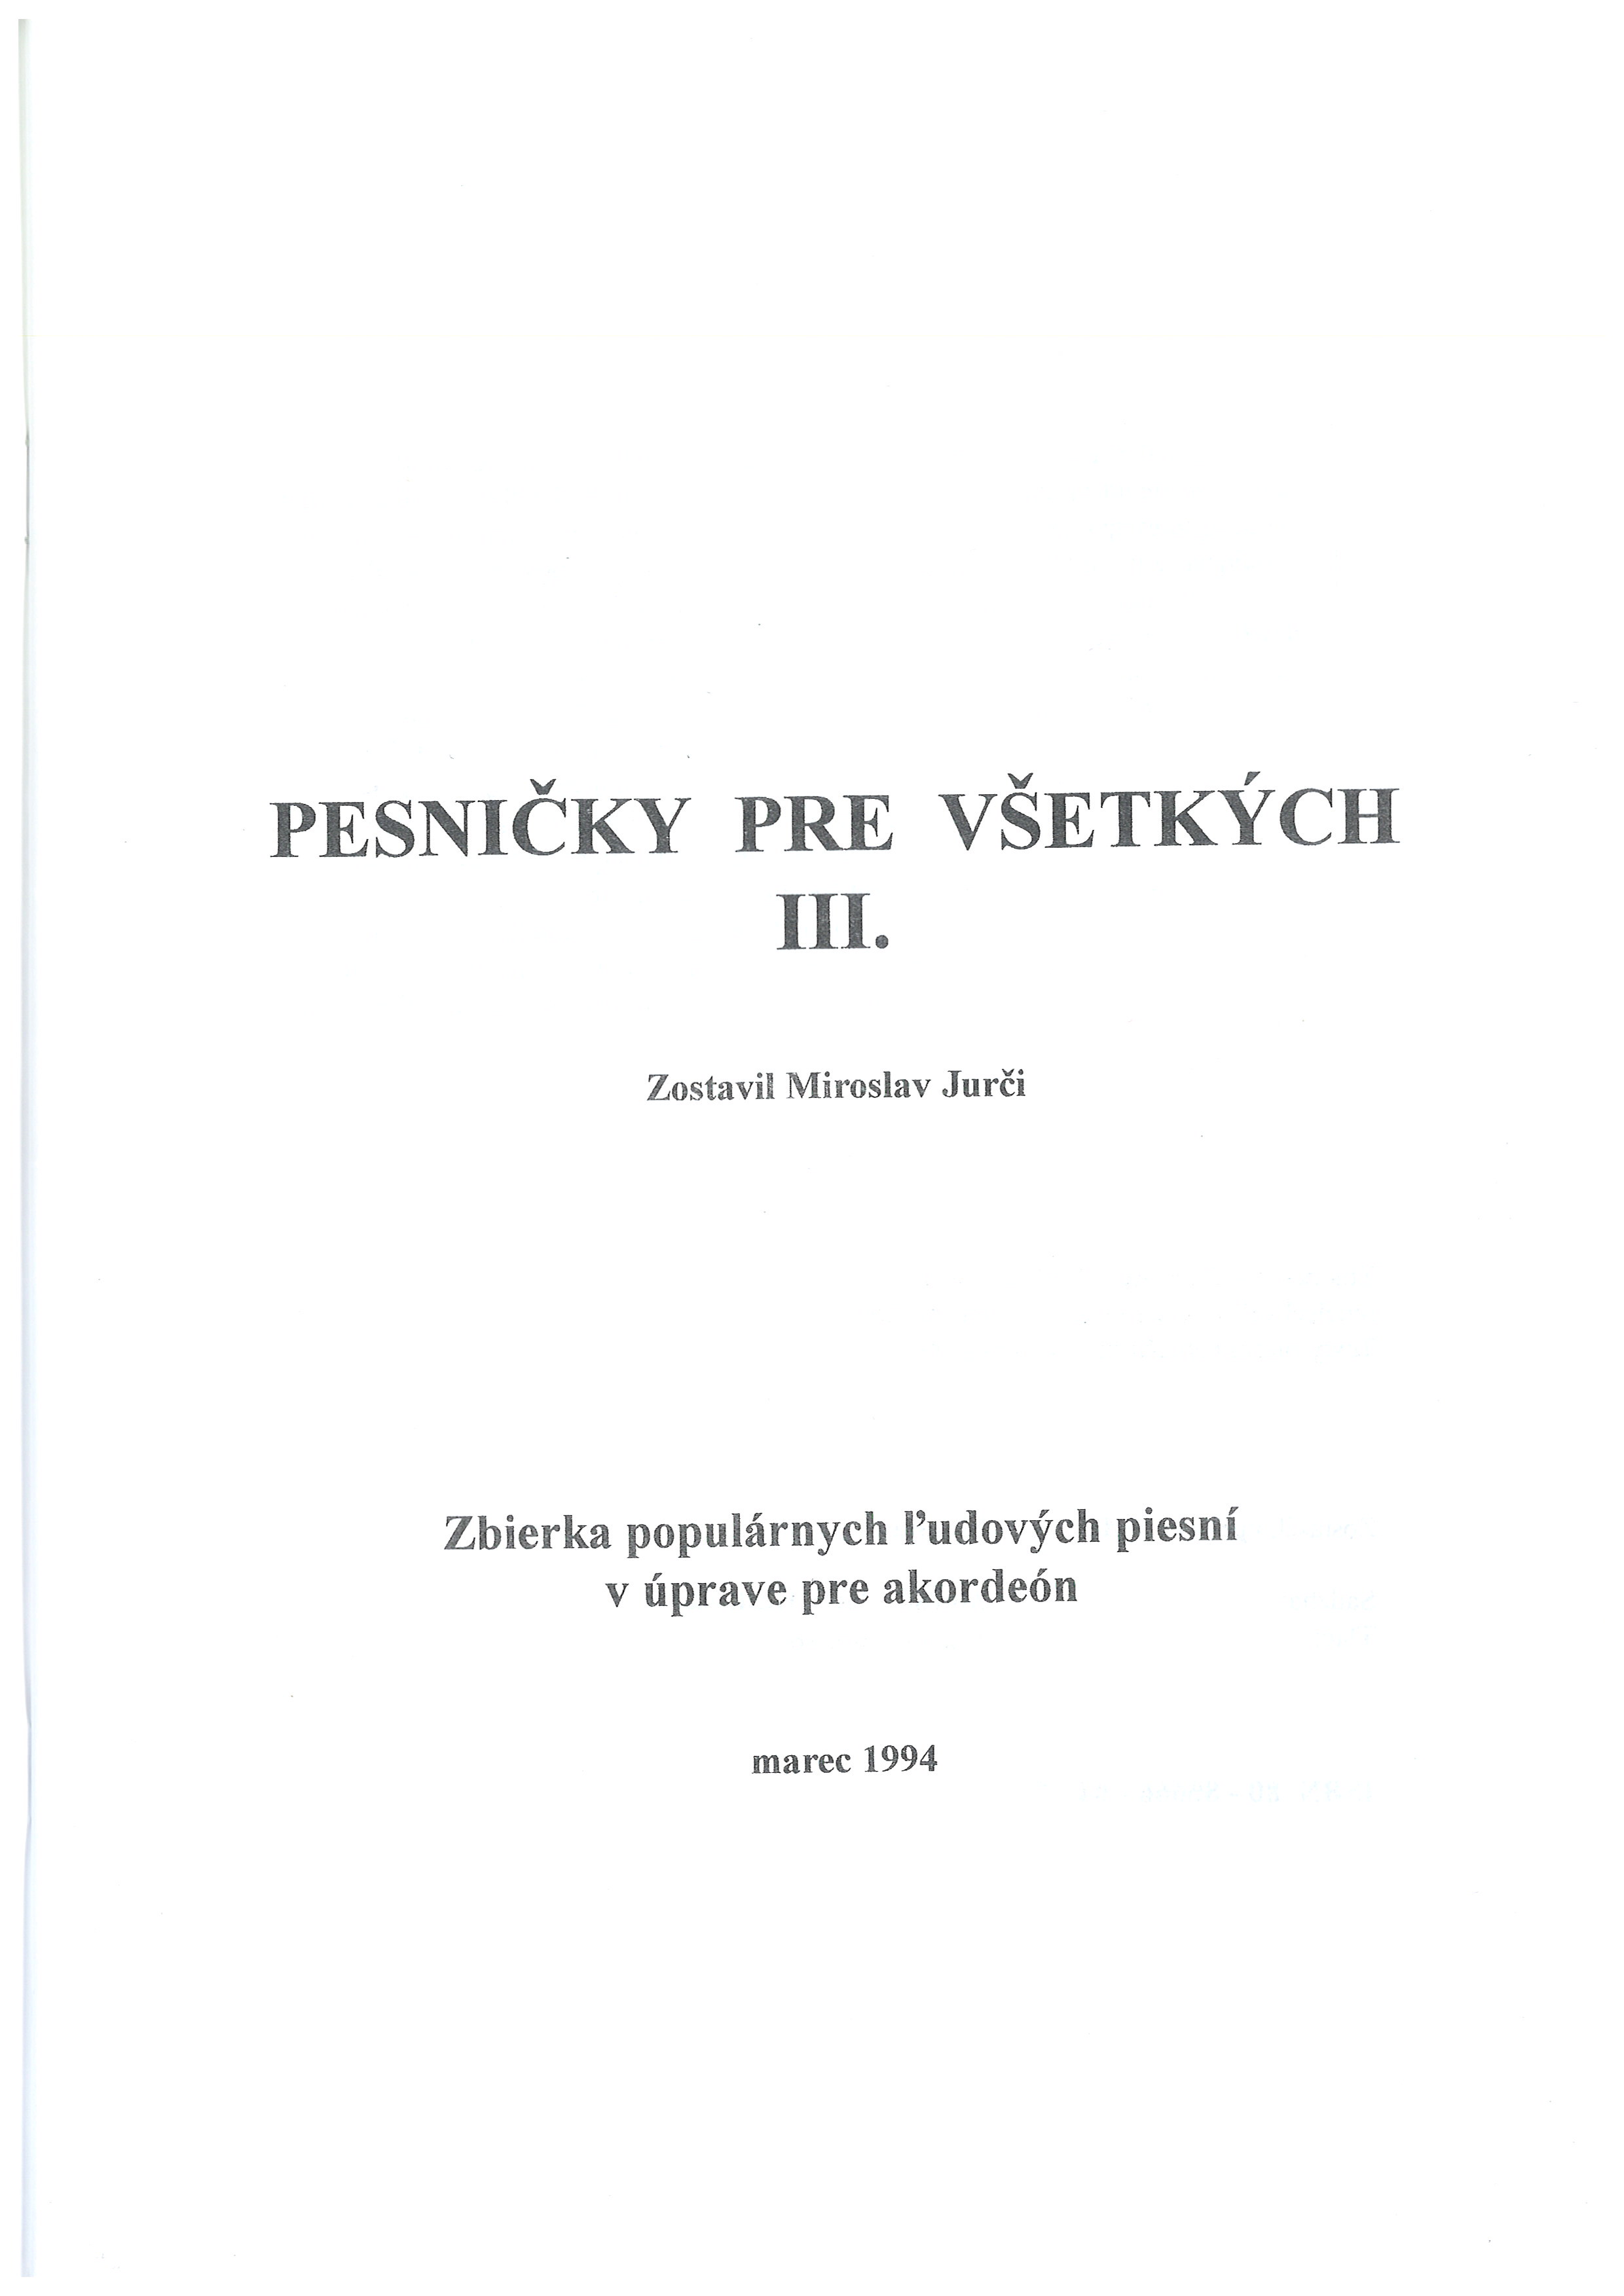 PESNIČKY PRE VŠETKÝCH
III.
Zostavil Miroslav Jurči
Zbierka populárnych ľudových piesní
v úprave pre akordeón
marec 1994